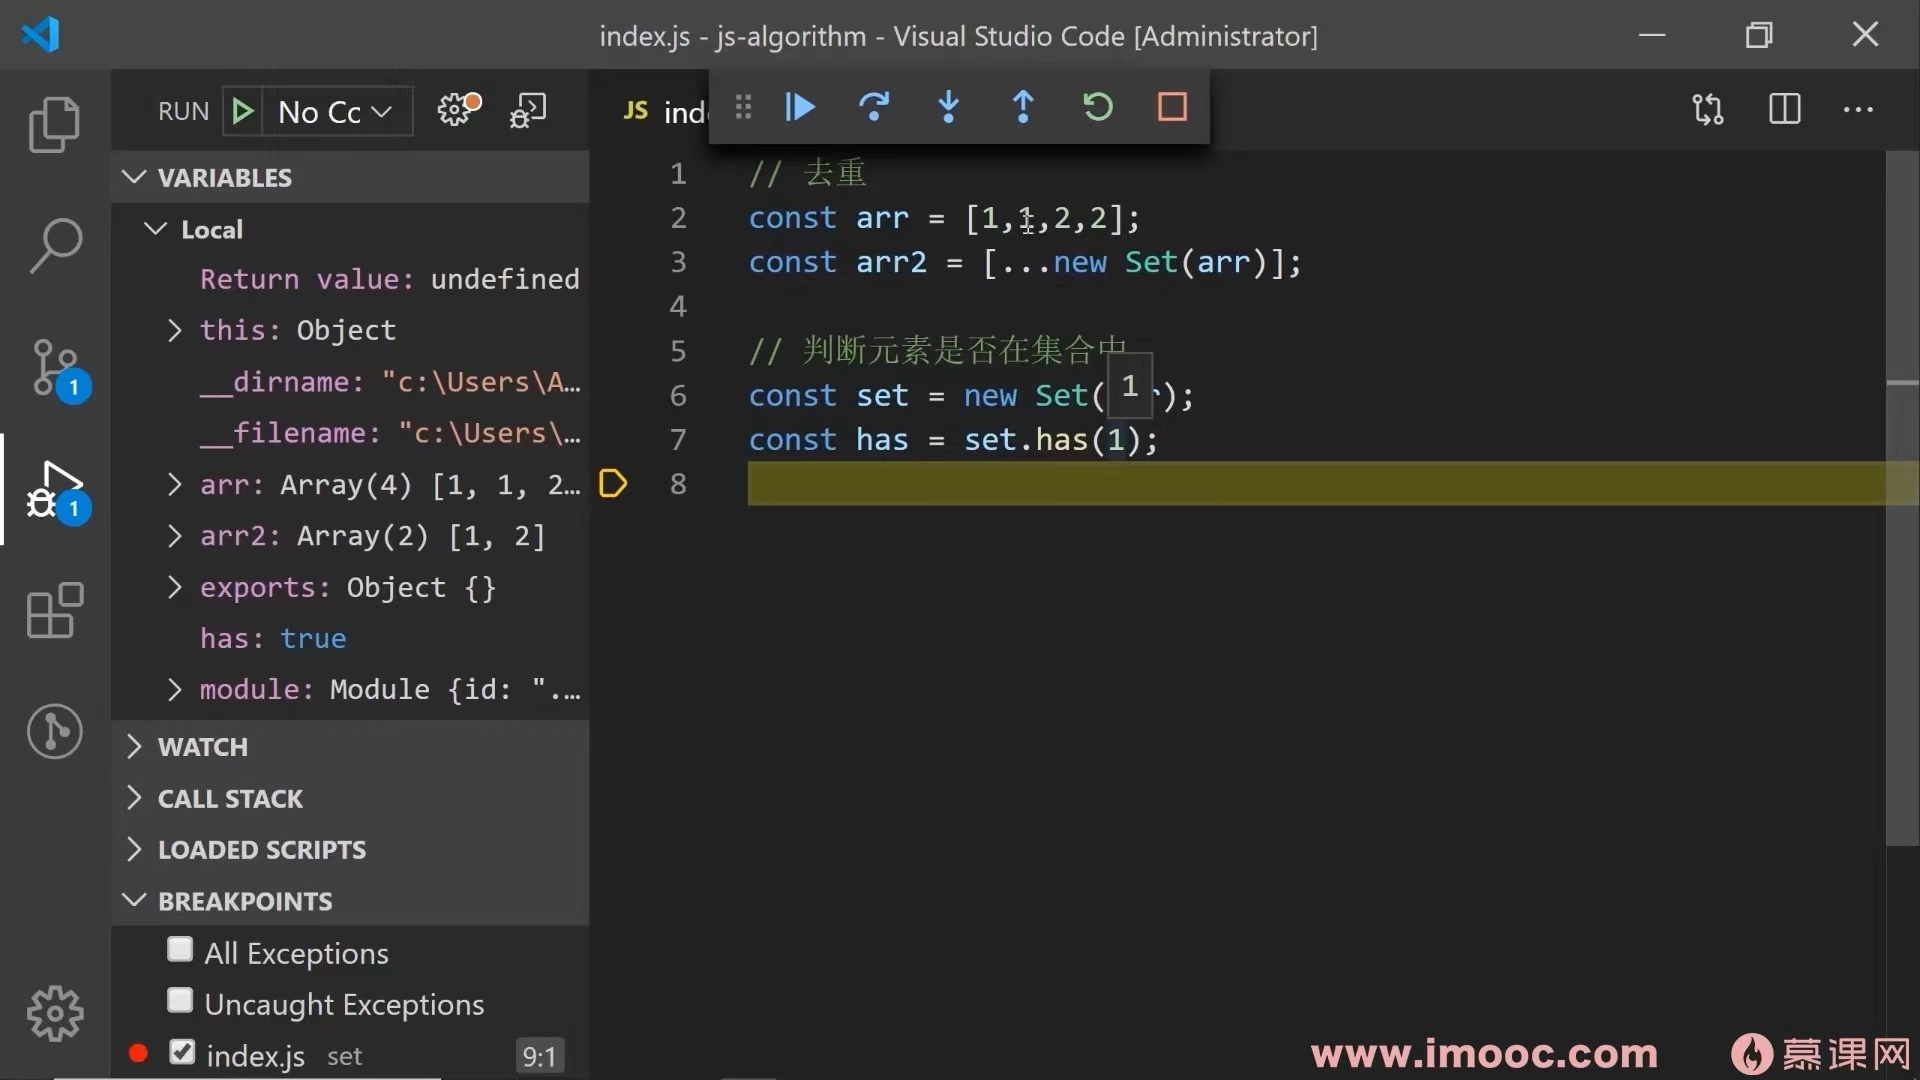 index.js - js-algorithm - Visual Studio Code [Administrator]
RUN No Cc
VARIABLES
Local
Return value: undefined
this: Object
__dirname: "c:\Users\A…
__filename: "c:\Users\…
arr: Array(4) [1, 1, 2…
arr2: Array(2) [1, 2]
exports: Object {}
has: true
module: Module {id: ".…
WATCH
CALL STACK
LOADED SCRIPTS
BREAKPOINTS
All Exceptions
Uncaught Exceptions
index.js set 9:1
1
1
JS ind
1 // 去重
2 const arr = [1,1,2,2];
3 const arr2 = [...new Set(arr)];
4
5 // 判断元素是否在集合中
6 const set = new Set( r);
1
7 const has = set.has(1);
8
www.imooc.com 慕课网